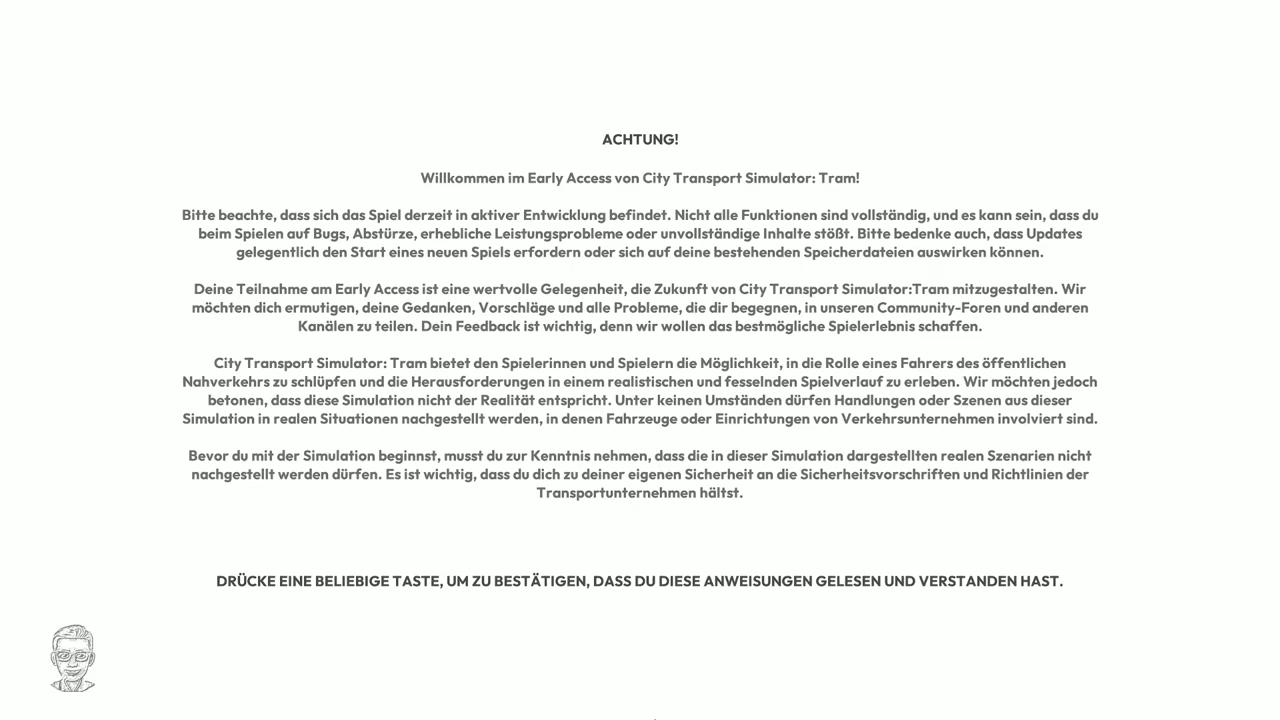 ACHTUNG!
Willkommen im Early Access von City Transport Simulator: Tram!
Bitte beachte, dass sich das Spiel derzeit in aktiver Entwicklung befindet. Nicht alle Funktionen sind vollständig, und es kann sein, dass du
beim Spielen auf Bugs, Abstürze, erhebliche Leistungsprobleme oder unvollständige Inhalte stößt. Bitte bedenke auch, dass Updates
gelegentlich den Start eines neuen Spiels erfordern oder sich auf deine bestehenden Speicherdateien auswirken können.
Deine Teilnahme am Early Access ist eine wertvolle Gelegenheit, die Zukunft von City Transport Simulator:Tram mitzugestalten. Wir
möchten dich ermutigen, deine Gedanken, Vorschläge und alle Probleme, die dir begegnen, in unseren Community-Foren und anderen
Kanälen zu teilen. Dein Feedback ist wichtig, denn wir wollen das bestmögliche Spielerlebnis schaffen.
City Transport Simulator: Tram bietet den Spielerinnen und Spielern die Möglichkeit, in die Rolle eines Fahrers des öffentlichen
Nahverkehrs zu schlüpfen und die Herausforderungen in einem realistischen und fesselnden Spielverlauf zu erleben. Wir möchten jedoch
betonen, dass diese Simulation nicht der Realität entspricht. Unter keinen Umständen dürfen Handlungen oder Szenen aus dieser
Simulation in realen Situationen nachgestellt werden, in denen Fahrzeuge oder Einrichtungen von Verkehrsunternehmen involviert sind.
Bevor du mit der Simulation beginnst, musst du zur Kenntnis nehmen, dass die in dieser Simulation dargestellten realen Szenarien nicht
nachgestellt werden dürfen. Es ist wichtig, dass du dich zu deiner eigenen Sicherheit an die Sicherheitsvorschriften und Richtlinien der
Transportunternehmen hältst.
DRÜCKE EINE BELIEBIGE TASTE, UM ZU BESTÄTIGEN, DASS DU DIESE ANWEISUNGEN GELESEN UND VERSTANDEN HAST.